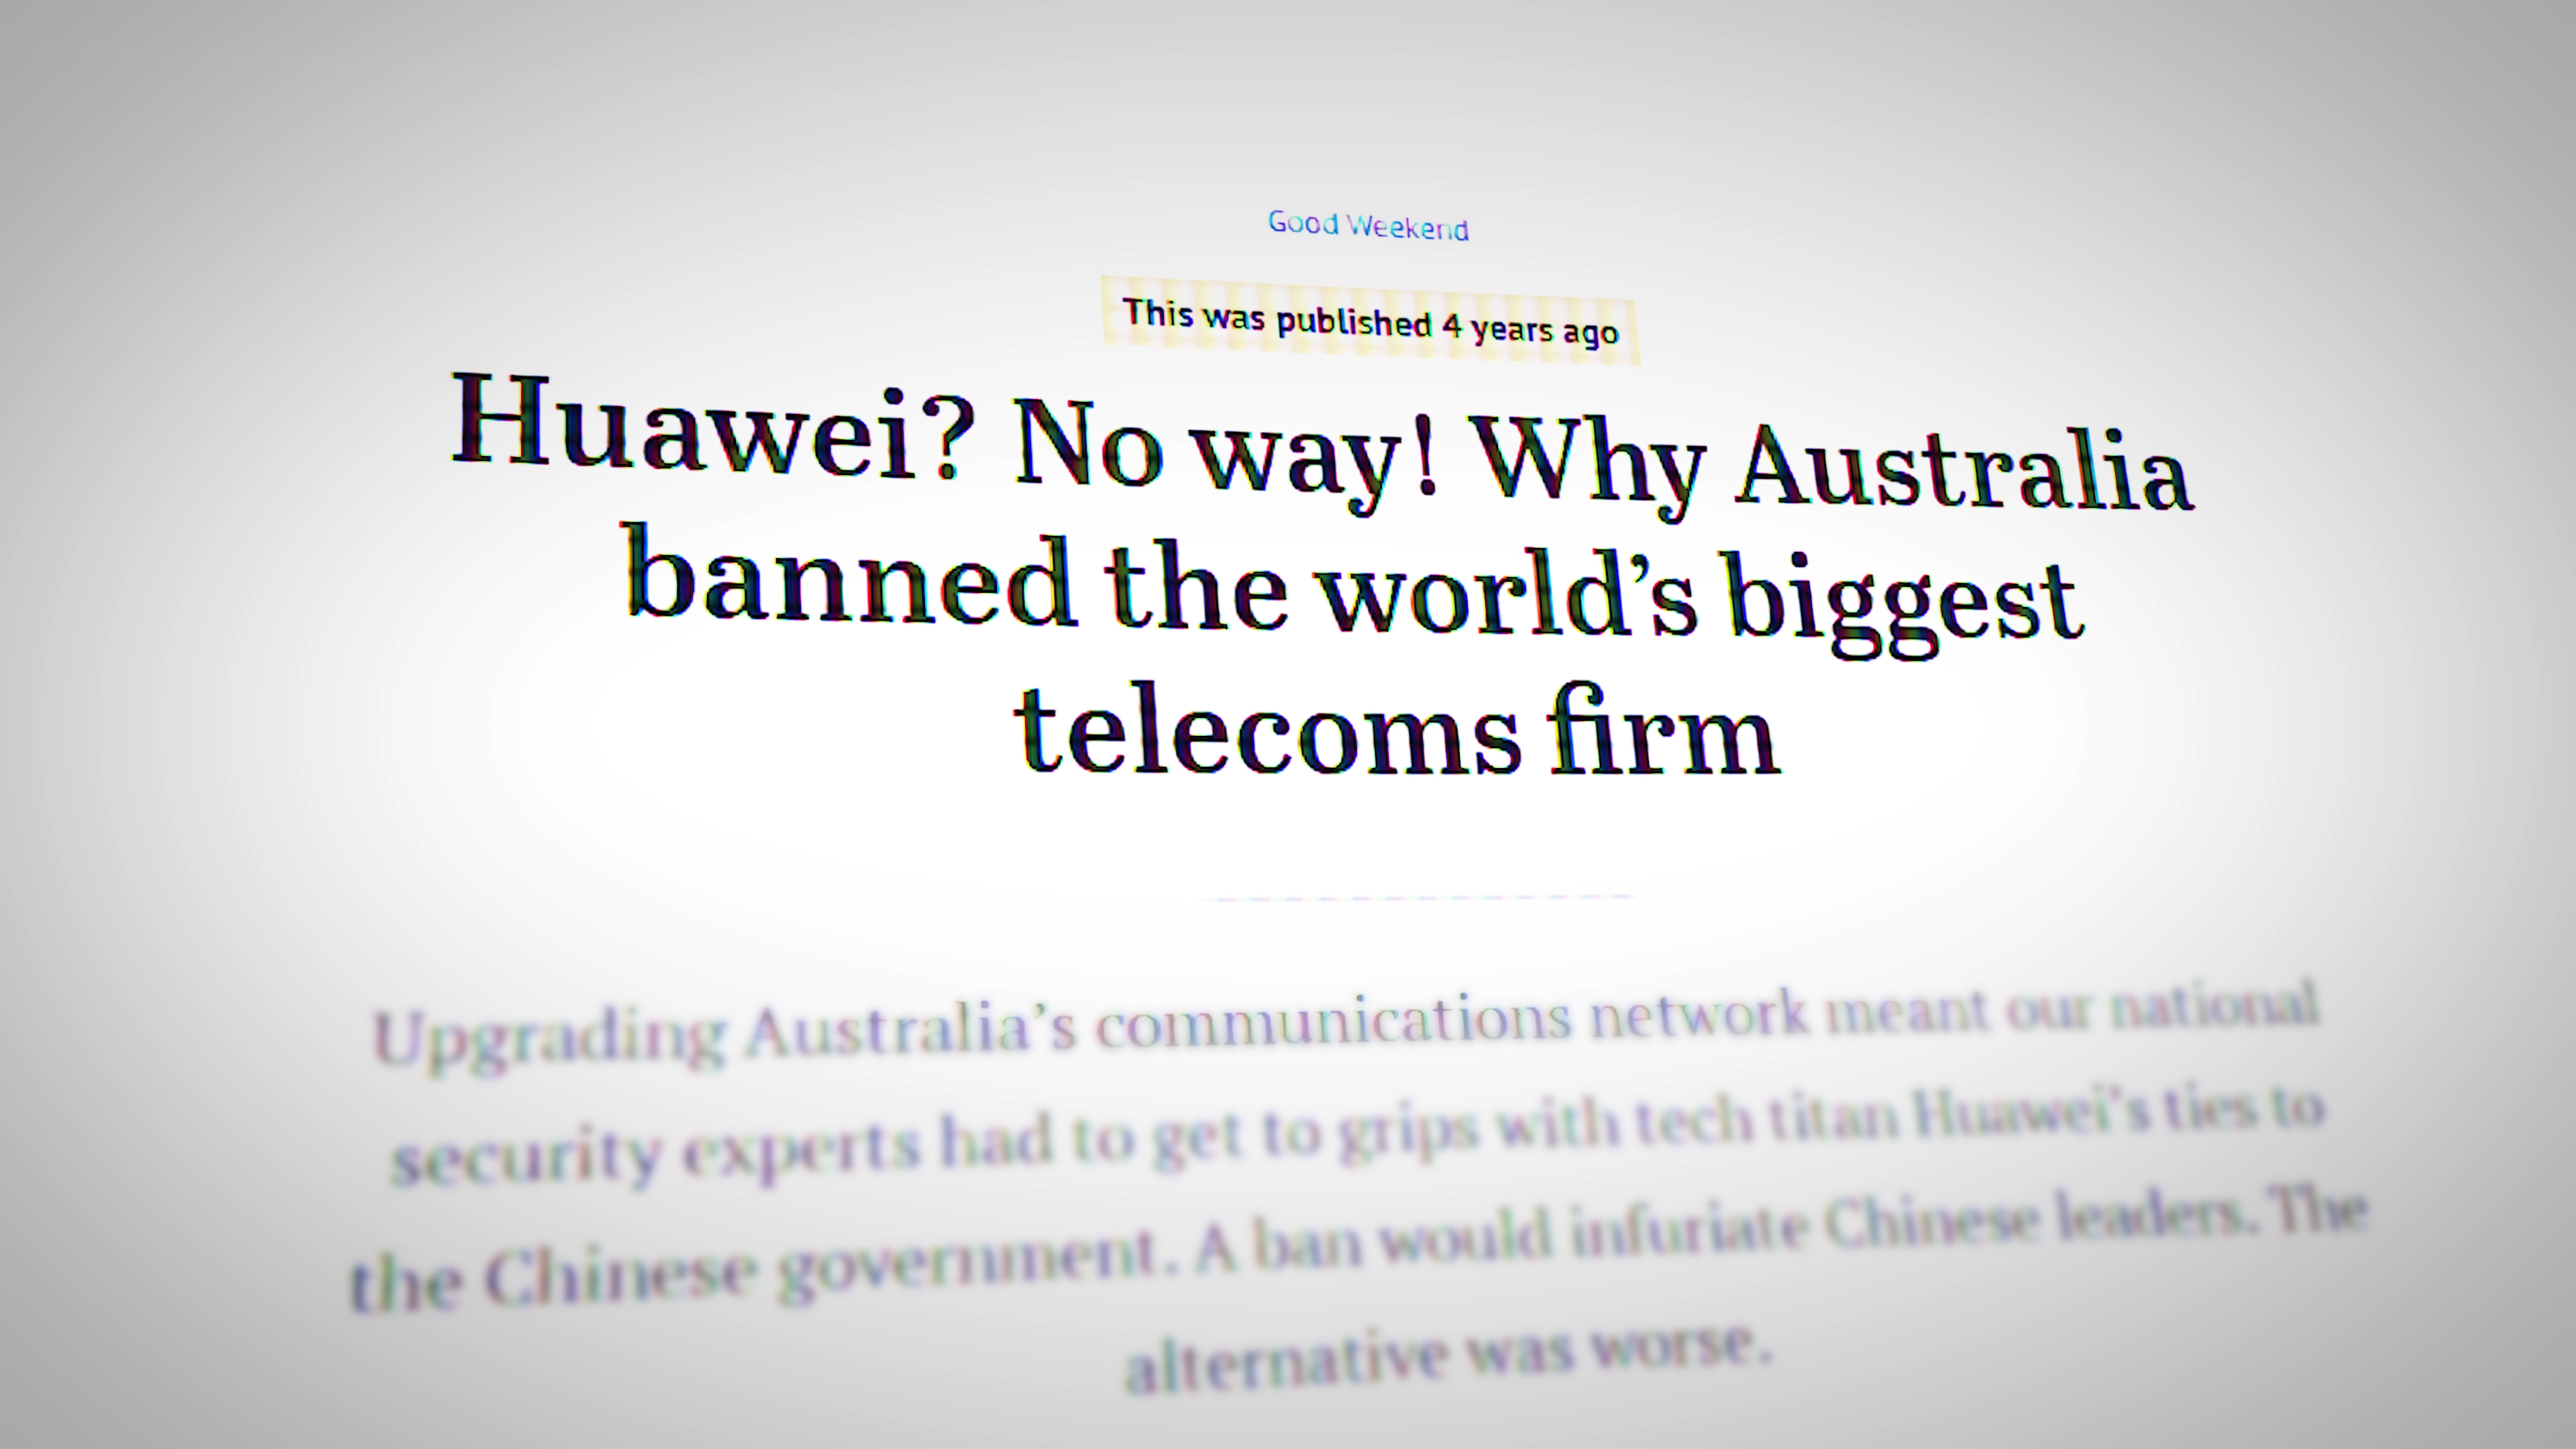 Good Weekend
This was published 4 years ago
Huawei? No way! Why Australia
banned the world’s biggest
telecoms firm
Upgrading Australia’s communications network meant our national
security experts had to get to grips with tech titan Huawei’s ties to
the Chinese government. A ban would infuriate Chinese leaders. The
alternative was worse.